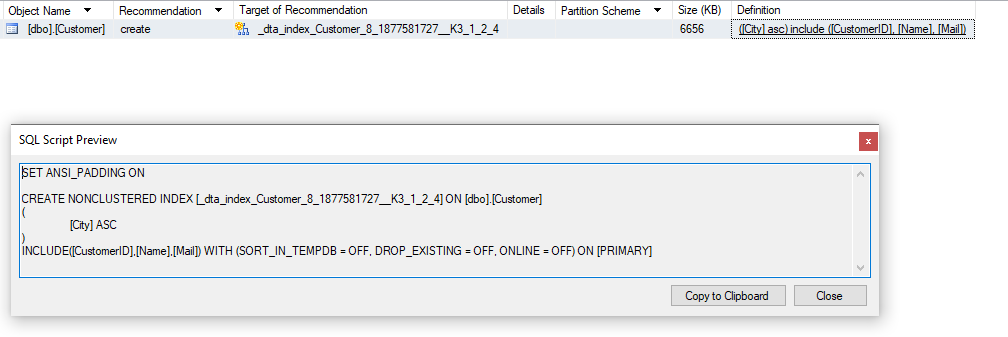 Object Name Recommendation Target of Recommendation Details Partition Scheme Size (KB) Definition
[dbo].[Customer] create _dta_index_Customer_8_1877581727__K3_1_2_4 6656 ([City] asc) include ([CustomerID], [Name], [Mail])
SQL Script Preview
x
SET ANSI_PADDING ON
CREATE NONCLUSTERED INDEX [_dta_index_Customer_8_1877581727__K3_1_2_4] ON [dbo].[Customer]
(
[City] ASC
)
INCLUDE([CustomerID],[Name],[Mail]) WITH (SORT_IN_TEMPDB = OFF, DROP_EXISTING = OFF, ONLINE = OFF) ON [PRIMARY]
Copy to Clipboard Close